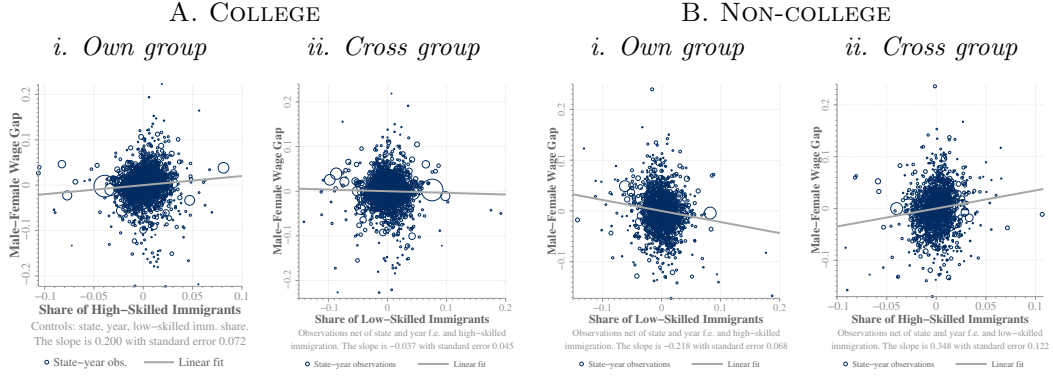 A. COLLEGE
B. NON-COLLEGE
i. Own group
ii. Cross group
i. Own group
ii. Cross group
Male–Female Wage Gap
0.2
0.1
0
−0.1
−0.2
−0.1
−0.05
0
0.05
0.1
Share of High−Skilled Immigrants
Controls: state, year, low−skilled imm. share.
The slope is 0.200 with standard error 0.072
State−year obs.
Linear fit
Male–Female Wage Gap
0.2
0.1
0
−0.1
−0.2
−0.1
0
0.1
0.2
Share of Low−Skilled Immigrants
Observations net of state and year f.e. and high−skilled
immigration. The slope is −0.037 with standard error 0.045
State−year observations
Linear fit
Male–Female Wage Gap
0.2
0.1
0
−0.1
−0.1
0
0.1
0.2
Share of Low−Skilled Immigrants
Observations net of state and year f.e. and high−skilled
immigration. The slope is −0.218 with standard error 0.068
State−year observations
Linear fit
Male–Female Wage Gap
0.2
0.1
0
−0.1
−0.1
−0.05
0
0.05
0.1
Share of High−Skilled Immigrants
Observations net of state and year f.e. and low−skilled
immigration. The slope is 0.348 with standard error 0.122
State−year observations
Linear fit